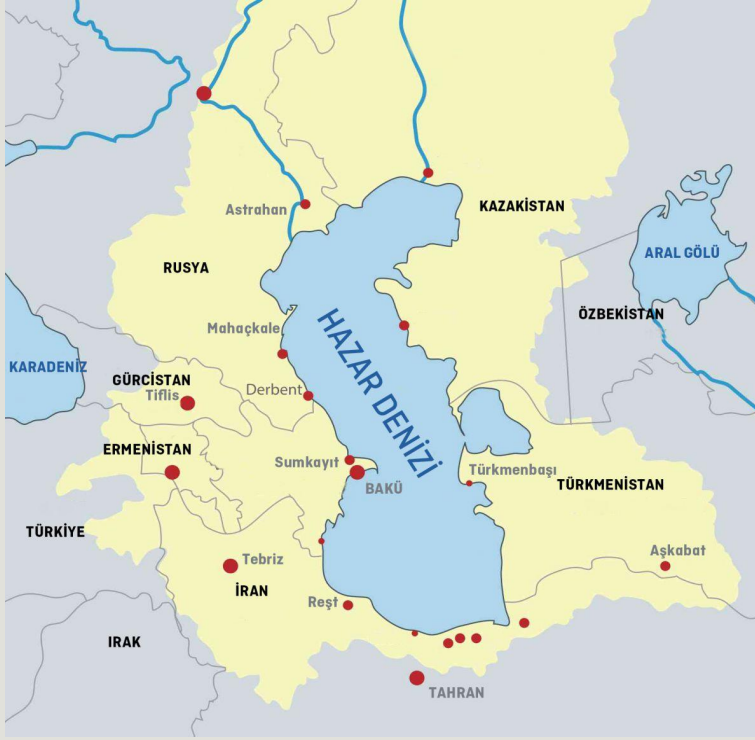 Astrahan
KAZAKİSTAN
ARAL GÖLÜ
RUSYA
ÖZBEKİSTAN
Mahaçkale
HAZAR DENİZİ
KARADENİZ
GÜRCİSTAN
Tiflis
Derbent
ERMENİSTAN
Sumkayıt
Türkmenbaşı
BAKÜ
TÜRKMENİSTAN
TÜRKİYE
Aşkabat
Tebriz
İRAN
Reşt
IRAK
TAHRAN